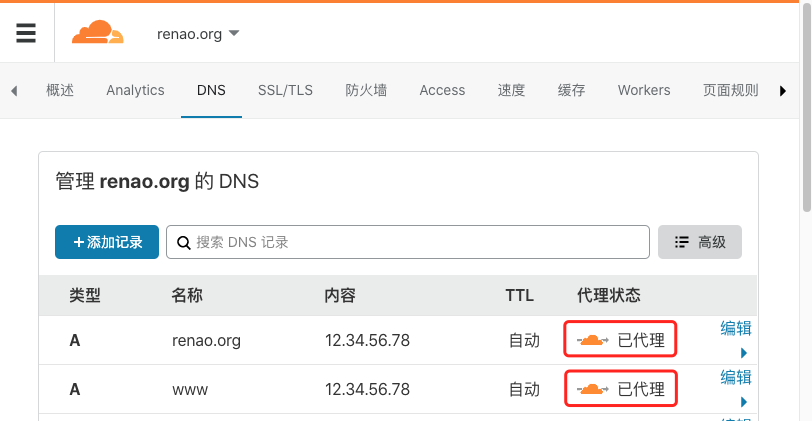 renao.org
概述 Analytics DNS SSL/TLS 防火墙 Access 速度 缓存 Workers 页面规则
管理 renao.org 的 DNS
+添加记录 搜索 DNS 记录 高级
类型 名称 内容 TTL 代理状态
A renao.org 12.34.56.78 自动 已代理 编辑
A www 12.34.56.78 自动 已代理 编辑